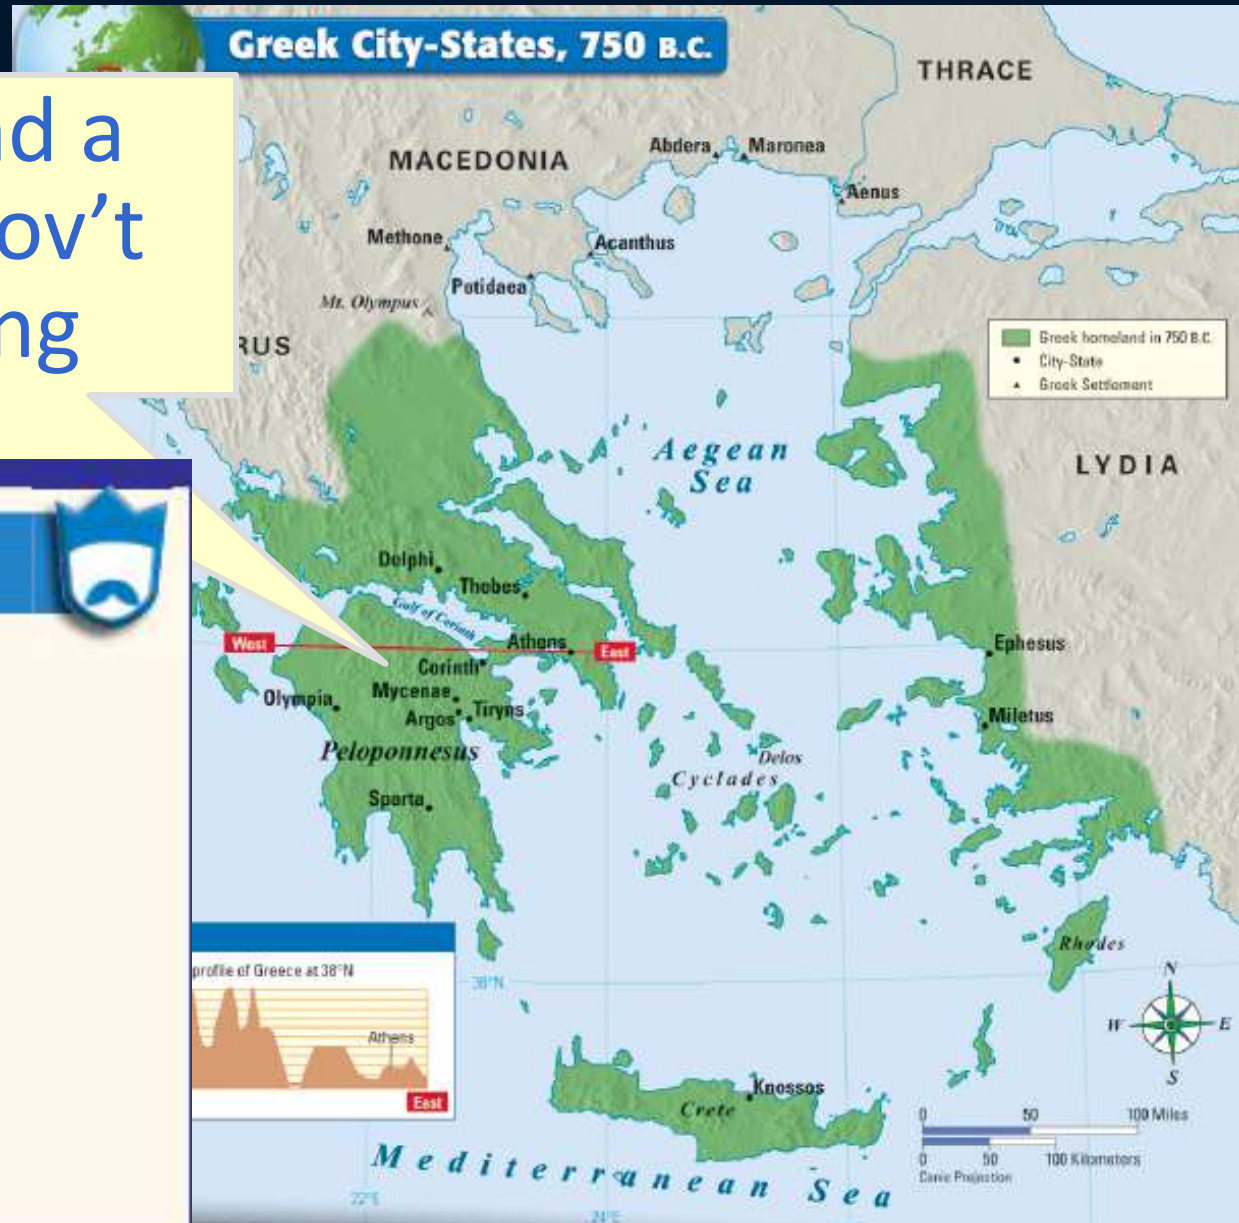 Greek City-States, 750 B.C.
THRACE
nd a
ov't
ng
MACEDONIA
Abdera
Maronea
Aenus
Methone
Acanthus
Potidaea
Mt. Olympus
RUS
Greek homeland in 750 B.C.
City-State
Greek Settlement
Aegean
Sea
LYDIA
Delphi
Thebes
Gulf of Corinth
West
Athens
East
Ephesus
Corinth
Mycenae
Olympia
Argos
Tiryns
Miletus
Peloponnesus
Delos
Cyclades
Sparta
Rhodes
profile of Greece at 38°N
36°N
N
W
E
S
Athens
East
Knossos
Crete
0 50 100 Miles
0 50 100 Kilometers
Conic Projection
Mediterranean Sea
22°E
24°E